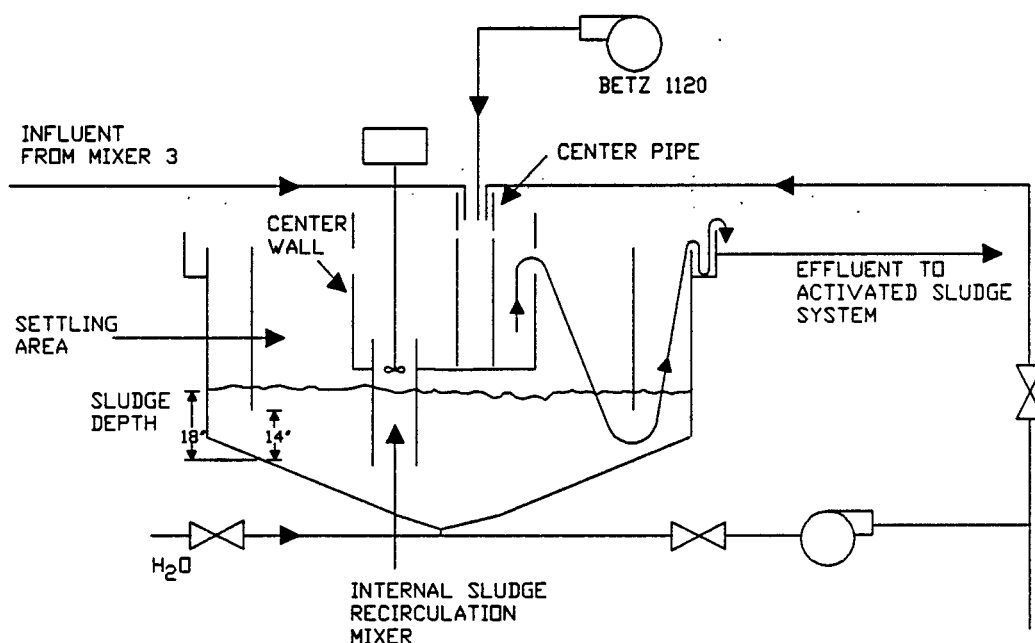 BETZ 1120
INFLUENT
FROM MIXER 3
CENTER PIPE
CENTER
WALL
EFFLUENT TO
ACTIVATED SLUDGE
SYSTEM
SETTLING
AREA
SLUDGE
DEPTH
18"
14"
H₂O
INTERNAL SLUDGE
RECIRCULATION
MIXER